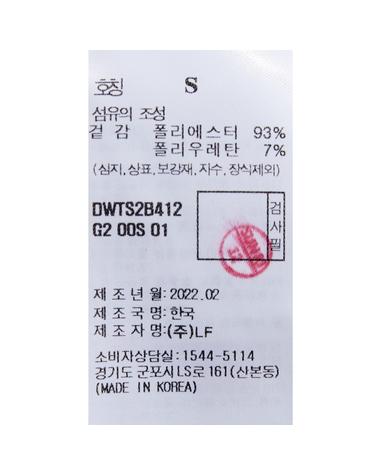 호칭 S
섬유의 조성
겉 감 폴리에스터 93%
폴리우레탄 7%
(심지, 상표, 보강재, 자수, 장식제외)
DWTS2B412
G2 00S 01
검사필
제 조 년 월: 2022.02
제 조 국 명: 한국
제 조 자 명: (주)LF
소비자상담실: 1544-5114
경기도 군포시 LS로 161(산본동)
(MADE IN KOREA)